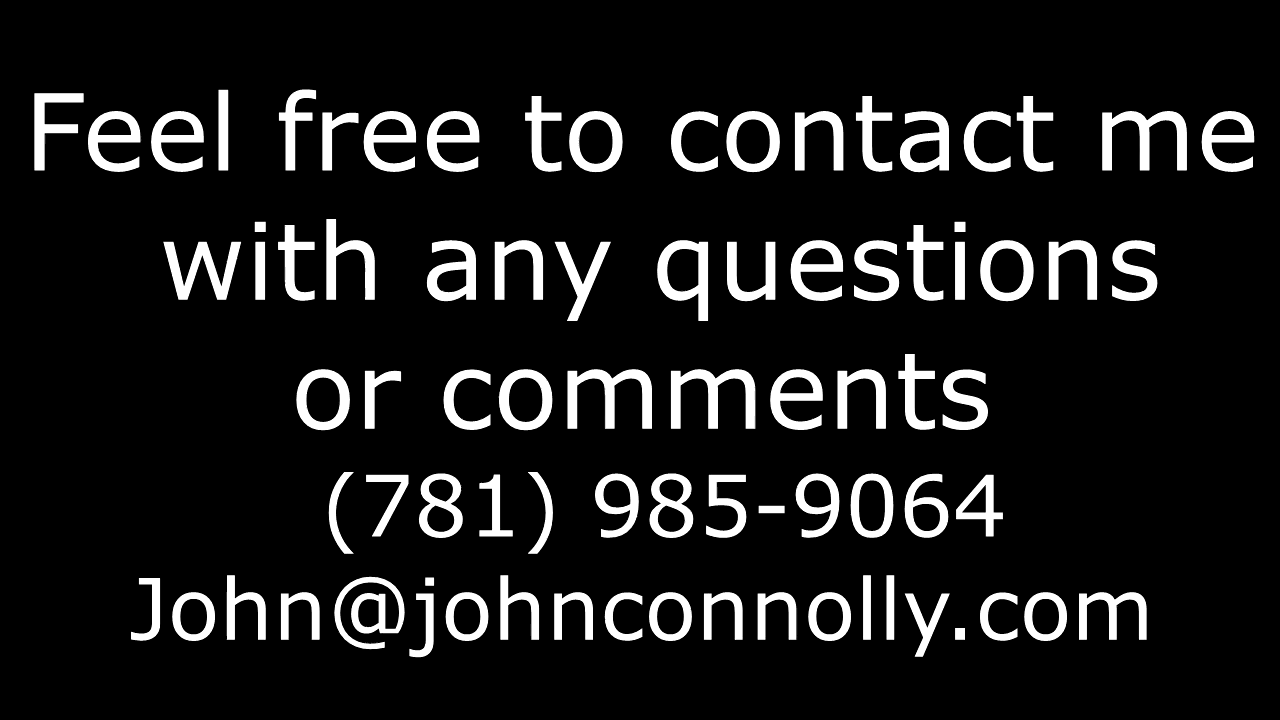 Feel free to contact me
with any questions
or comments
(781) 985-9064
John@johnconnolly.com